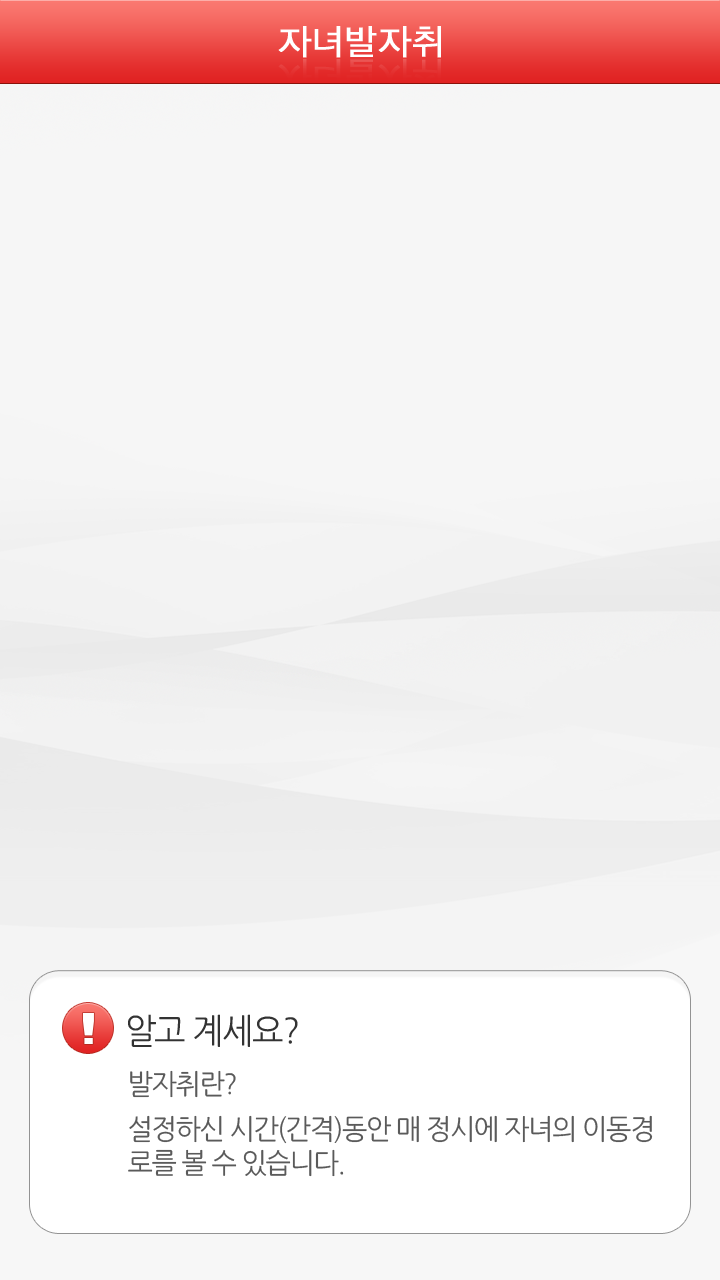 자녀발자취
알고 계세요?
발자취란?
설정하신 시간(간격)동안 매 정시에 자녀의 이동경
로를 볼 수 있습니다.